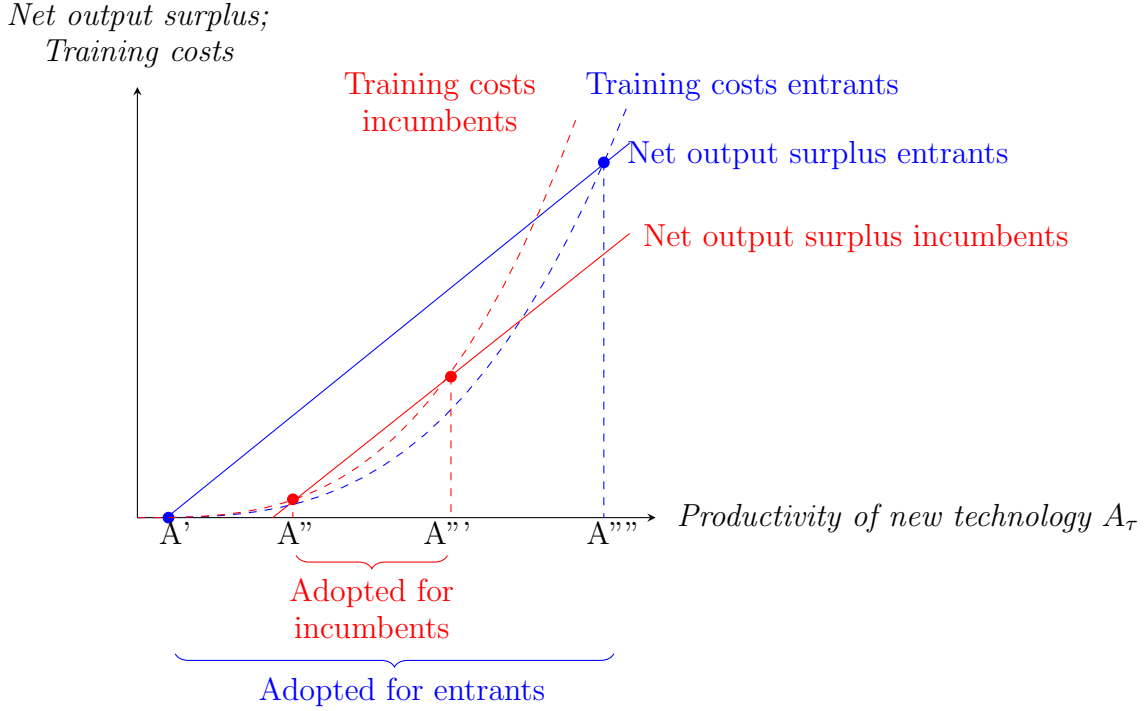 Net output surplus;
Training costs
Training costs
incumbents
Training costs entrants
Net output surplus entrants
Net output surplus incumbents
A'
A"
A"'
A""
Productivity of new technology Aτ
Adopted for
incumbents
Adopted for entrants